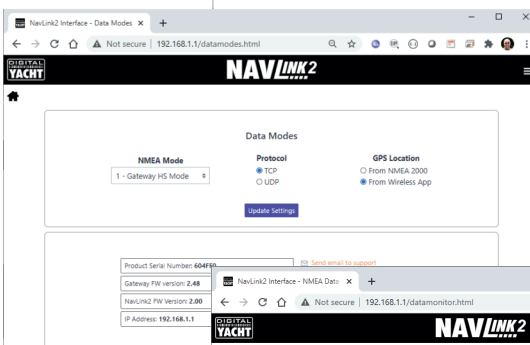 NavLink2 Interface - Data Modes
Not secure | 192.168.1.1/datamodes.html
DIGITAL YACHT
NAVLINK2
Data Modes
NMEA Mode
1 - Gateway HS Mode
Protocol
TCP
UDP
GPS Location
From NMEA 2000
From Wireless App
Update Settings
Product Serial Number: 604FF0
Send email to support
Gateway FW version: 2.48
NavLink2 FW Version: 2.00
IP Address: 192.168.1.1
NavLink2 Interface - NMEA Data
Not secure | 192.168.1.1/datamonitor.html
DIGITAL YACHT
NAVLINK2